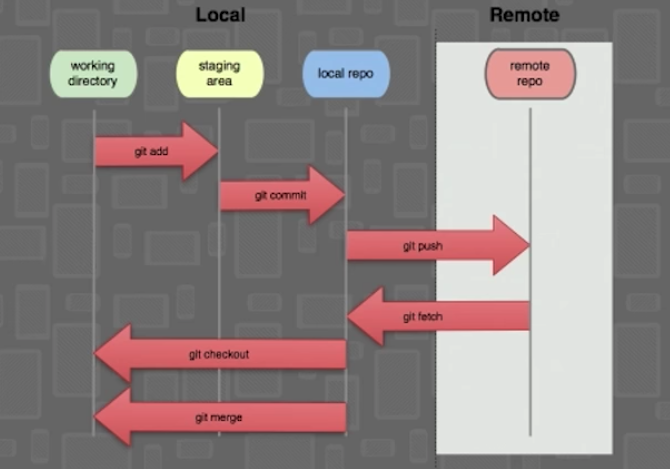 Local
Remote
working
directory
staging
area
local repo
remote
repo
git add
git commit
git push
git fetch
git checkout
git merge